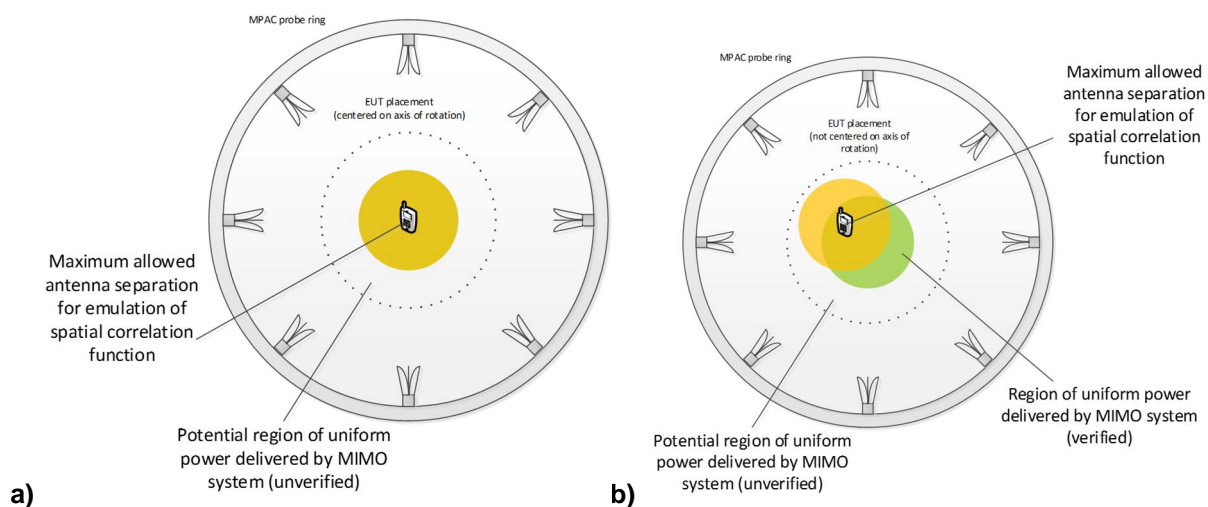 MPAC probe ring
EUT placement
(centered on axis of rotation)
Maximum allowed
antenna separation
for emulation of
spatial correlation
function
Potential region of uniform
power delivered by MIMO
system (unverified)
a)
MPAC probe ring
EUT placement
(not centered on axis of
rotation)
Maximum allowed
antenna separation
for emulation of
spatial correlation
function
Region of uniform power
delivered by MIMO system
(verified)
Potential region of uniform
power delivered by MIMO
system (unverified)
b)